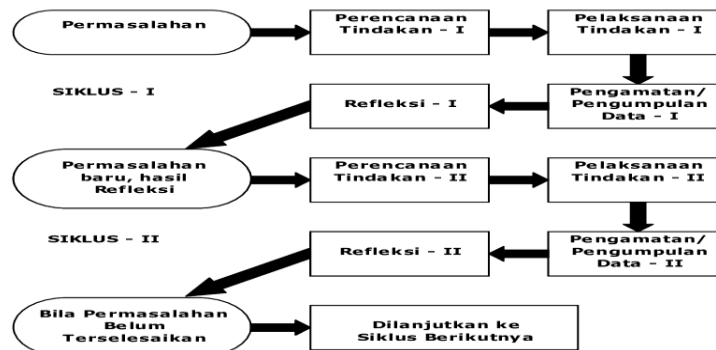 Permasalahan
Perencanaan
Tindakan - I
Pelaksanaan
Tindakan - I
SIKLUS - I
Refleksi - I
Pengamatan/
Pengumpulan
Data - I
Permasalahan
baru, hasil
Refleksi
Perencanaan
Tindakan - II
Pelaksanaan
Tindakan - II
SIKLUS - II
Refleksi - II
Pengamatan/
Pengumpulan
Data - II
Bila Permasalahan
Belum
Terselesaikan
Dilanjutkan ke
Siklus Berikutnya